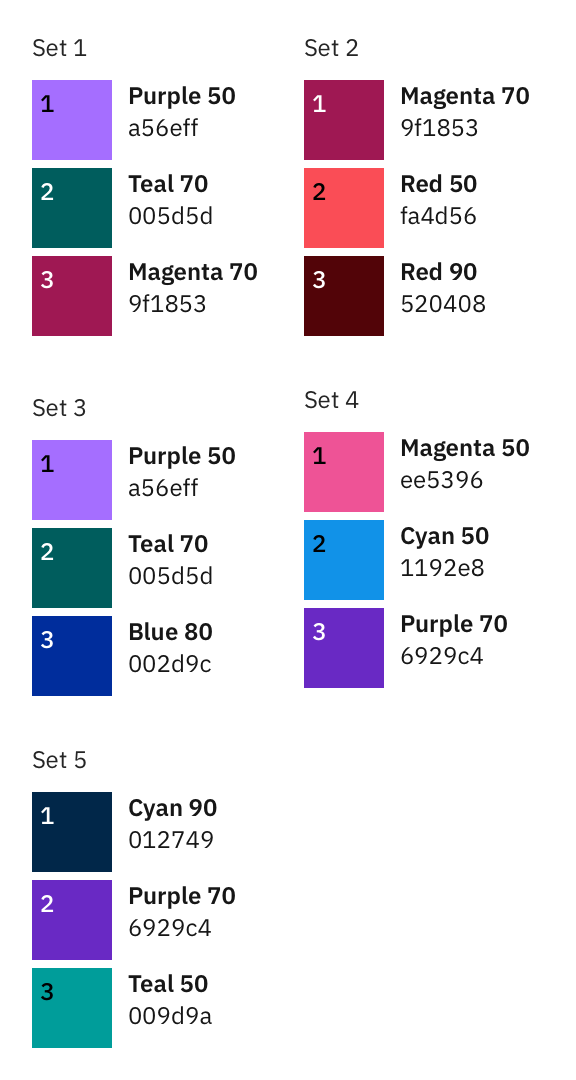 Set 1
1
Purple 50
a56eff
2
Teal 70
005d5d
3
Magenta 70
9f1853
Set 2
1
Magenta 70
9f1853
2
Red 50
fa4d56
3
Red 90
520408
Set 3
1
Purple 50
a56eff
2
Teal 70
005d5d
3
Blue 80
002d9c
Set 4
1
Magenta 50
ee5396
2
Cyan 50
1192e8
3
Purple 70
6929c4
Set 5
1
Cyan 90
012749
2
Purple 70
6929c4
3
Teal 50
009d9a